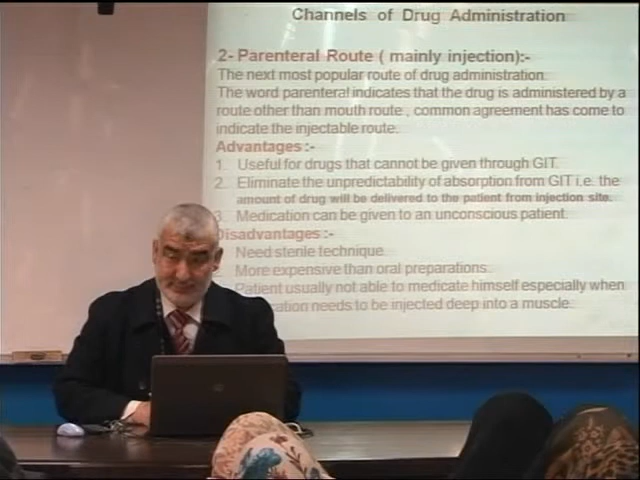 Channels of Drug Administration
2- Parenteral Route ( mainly injection):-
The next most popular route of drug administration.
The word parenteral indicates that the drug is administered by a
route other than mouth route , common agreement has come to
indicate the injectable route.
Advantages :-
1. Useful for drugs that cannot be given through GIT.
2. Eliminate the unpredictability of absorption from GIT i.e. the
amount of drug will be delivered to the patient from injection site.
3. Medication can be given to an unconscious patient.
Disadvantages :-
Need sterile technique.
More expensive than oral preparations.
Patient usually not able to medicate himself especially when
needs to be injected deep into a muscle.